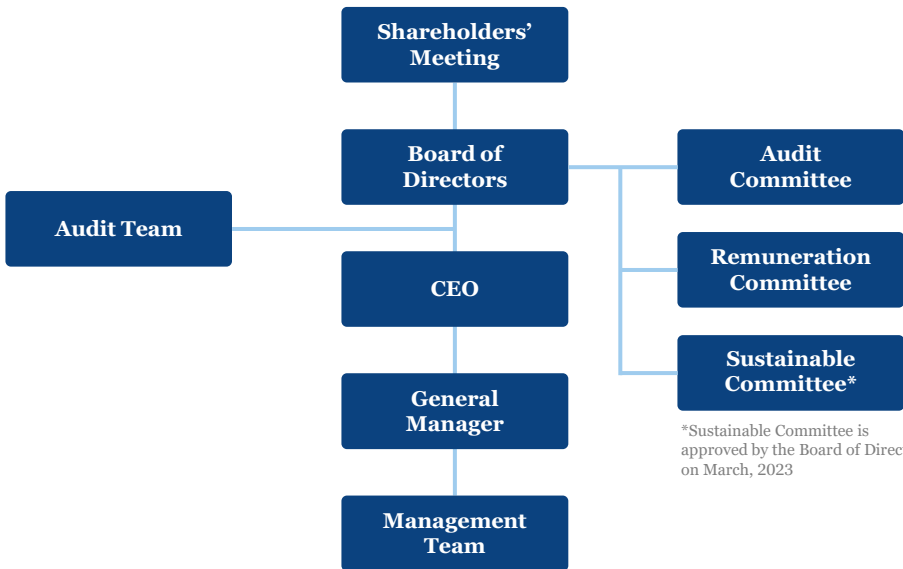 Shareholders’
Meeting
Board of
Directors
Audit
Committee
Audit Team
Remuneration
Committee
CEO
Sustainable
Committee*
General
Manager
*Sustainable Committee is
approved by the Board of Direc
on March, 2023
Management
Team